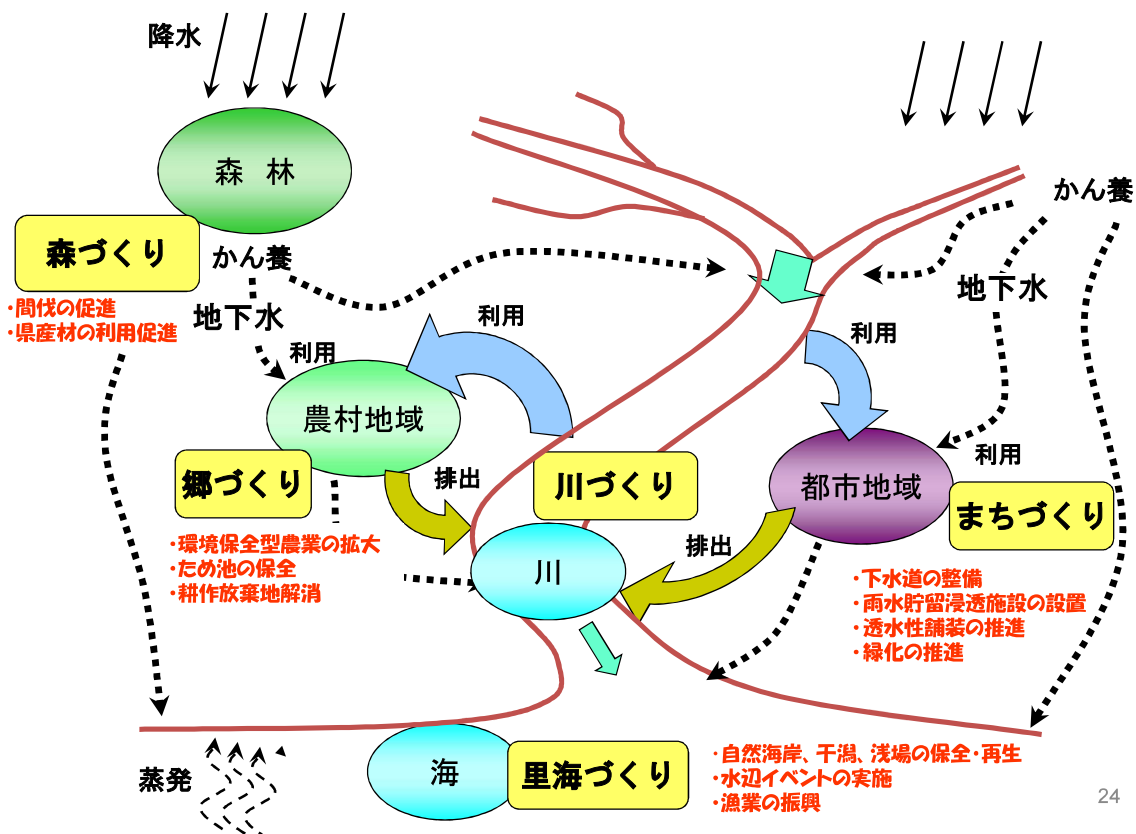 降水
森 林
かん養
森づくり
かん養
・間伐の促進
・県産材の利用促進
地下水
地下水
利用
利用
利用
農村地域
郷づくり
排出
川づくり
都市地域
利用
まちづくり
・環境保全型農業の拡大
・ため池の保全
・耕作放棄地解消
川
排出
・下水道の整備
・雨水貯留浸透施設の設置
・透水性舗装の推進
・緑化の推進
蒸発
海
里海づくり
・自然海岸、干潟、浅場の保全・再生
・水辺イベントの実施
・漁業の振興
24